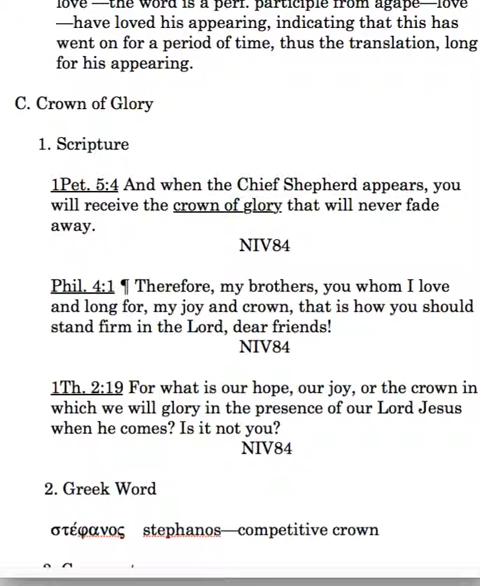 love —the word is a perf. participle from agape—love
—have loved his appearing, indicating that this has
went on for a period of time, thus the translation, long
for his appearing.
C. Crown of Glory
1. Scripture
1Pet. 5:4 And when the Chief Shepherd appears, you
will receive the crown of glory that will never fade
away.
NIV84
Phil. 4:1 ¶ Therefore, my brothers, you whom I love
and long for, my joy and crown, that is how you should
stand firm in the Lord, dear friends!
NIV84
1Th. 2:19 For what is our hope, our joy, or the crown in
which we will glory in the presence of our Lord Jesus
when he comes? Is it not you?
NIV84
2. Greek Word
στέφανος stephanos—competitive crown